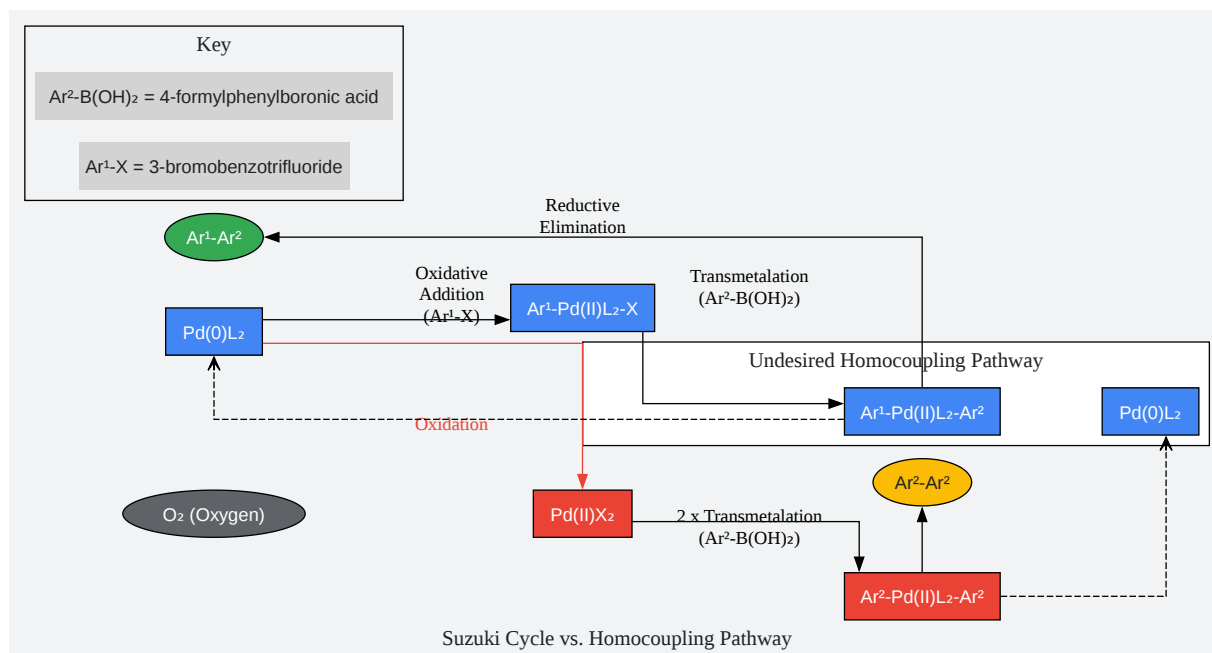 Key
Ar²-B(OH)₂ = 4-formylphenylboronic acid
Ar¹-X = 3-bromobenzotrifluoride
Reductive
Elimination
Ar¹-Ar²
Oxidative
Addition
(Ar¹-X)
Transmetalation
(Ar²-B(OH)₂)
Ar¹-Pd(II)L₂-X
Pd(0)L₂
Undesired Homocoupling Pathway
Ar¹-Pd(II)L₂-Ar²
Pd(0)L₂
Oxidation
Ar²-Ar²
O₂ (Oxygen)
Pd(II)X₂
2 x Transmetalation
(Ar²-B(OH)₂)
Ar²-Pd(II)L₂-Ar²
Suzuki Cycle vs. Homocoupling Pathway